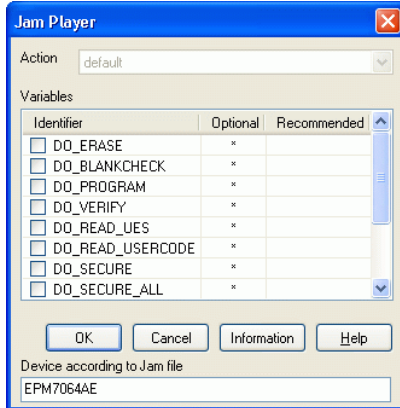 Jam Player
Action default
Variables
Identifier Optional Recommended
DO_ERASE *
DO_BLANKCHECK *
DO_PROGRAM *
DO_VERIFY *
DO_READ_UES *
DO_READ_USERCODE *
DO_SECURE *
DO_SECURE_ALL *
OK Cancel Information Help
Device according to Jam file
EPM7064AE